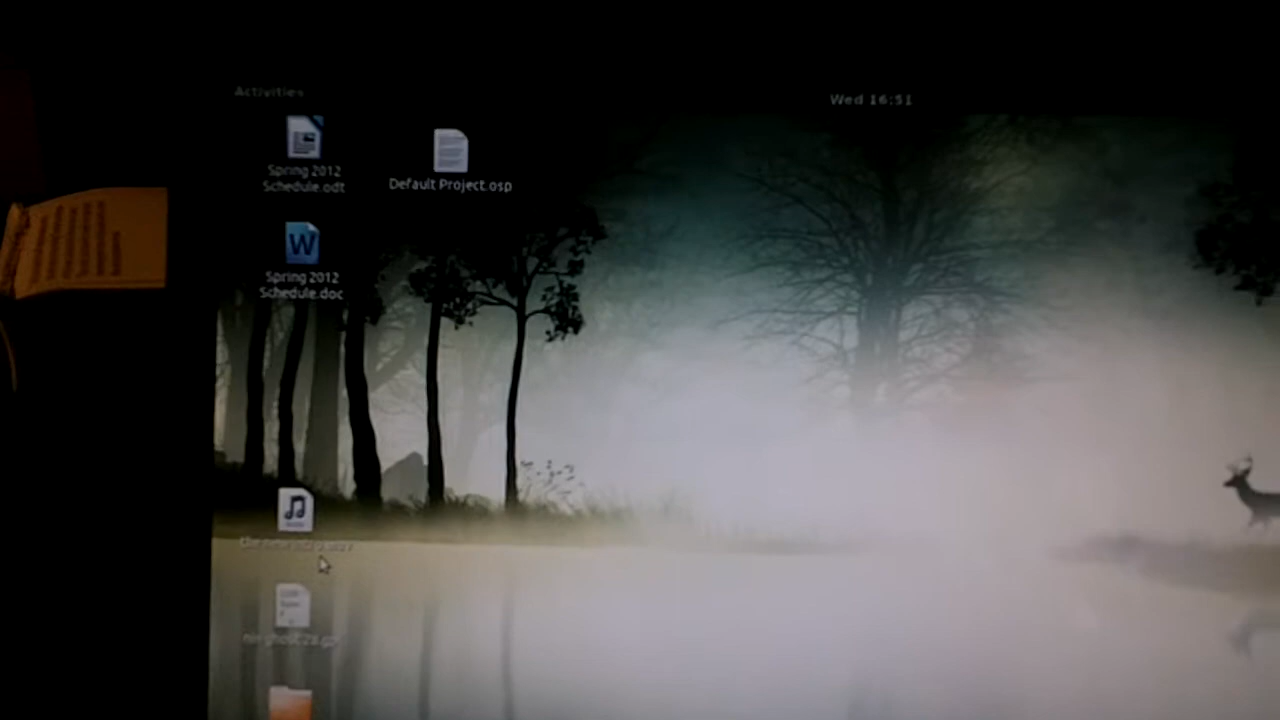 Activities
Wed 16:51
Spring 2012
Schedule.odt
Default Project.osp
W
Spring 2012
Schedule.doc